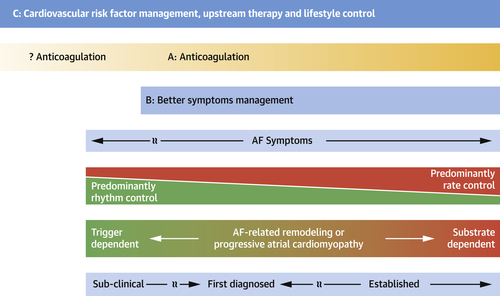 C: Cardiovascular risk factor management, upstream therapy and lifestyle control
? Anticoagulation A: Anticoagulation
B: Better symptoms management
AF Symptoms
Predominantly
rate control
Predominantly
rhythm control
Trigger
dependent
AF-related remodeling or
progressive atrial cardiomyopathy
Substrate
dependent
Sub-clinical First diagnosed Established